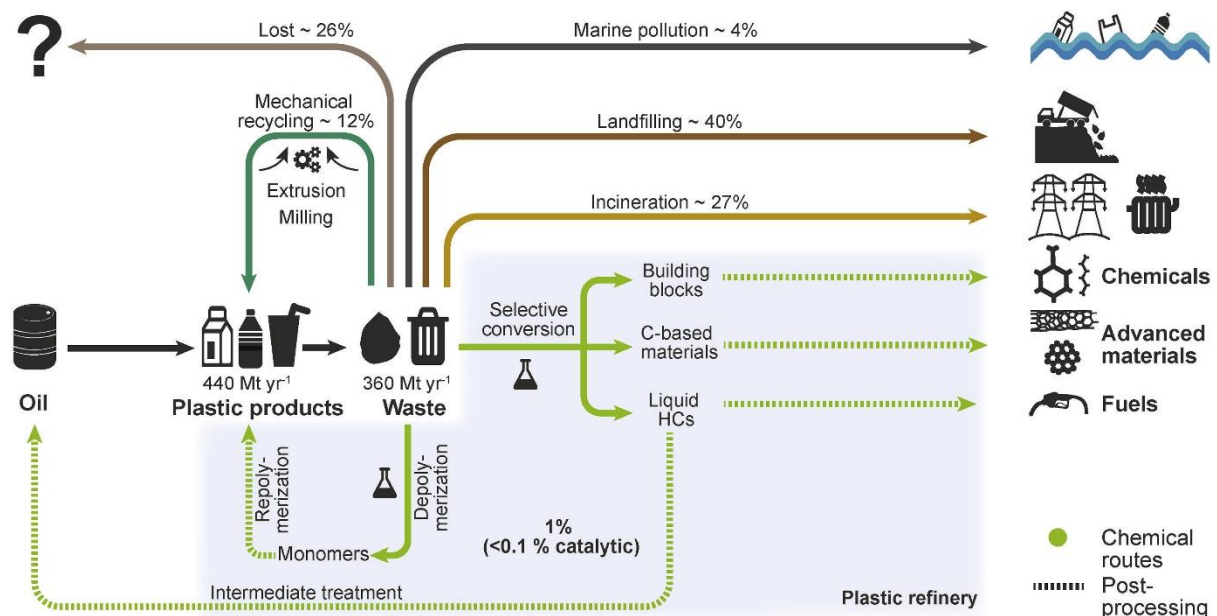 ?
Lost ~ 26%
Marine pollution ~ 4%
Mechanical
recycling ~ 12%
Landfilling ~ 40%
Extrusion
Milling
Incineration ~ 27%
Building
blocks
Chemicals
Selective
conversion
C-based
materials
Advanced
materials
440 Mt yr⁻¹
360 Mt yr⁻¹
Oil
Plastic products
Waste
Liquid
HCs
Fuels
Repoly-
merization
Depoly-
merization
Monomers
1%
(<0.1 % catalytic)
Intermediate treatment
Plastic refinery
Chemical
routes
Post-
processing